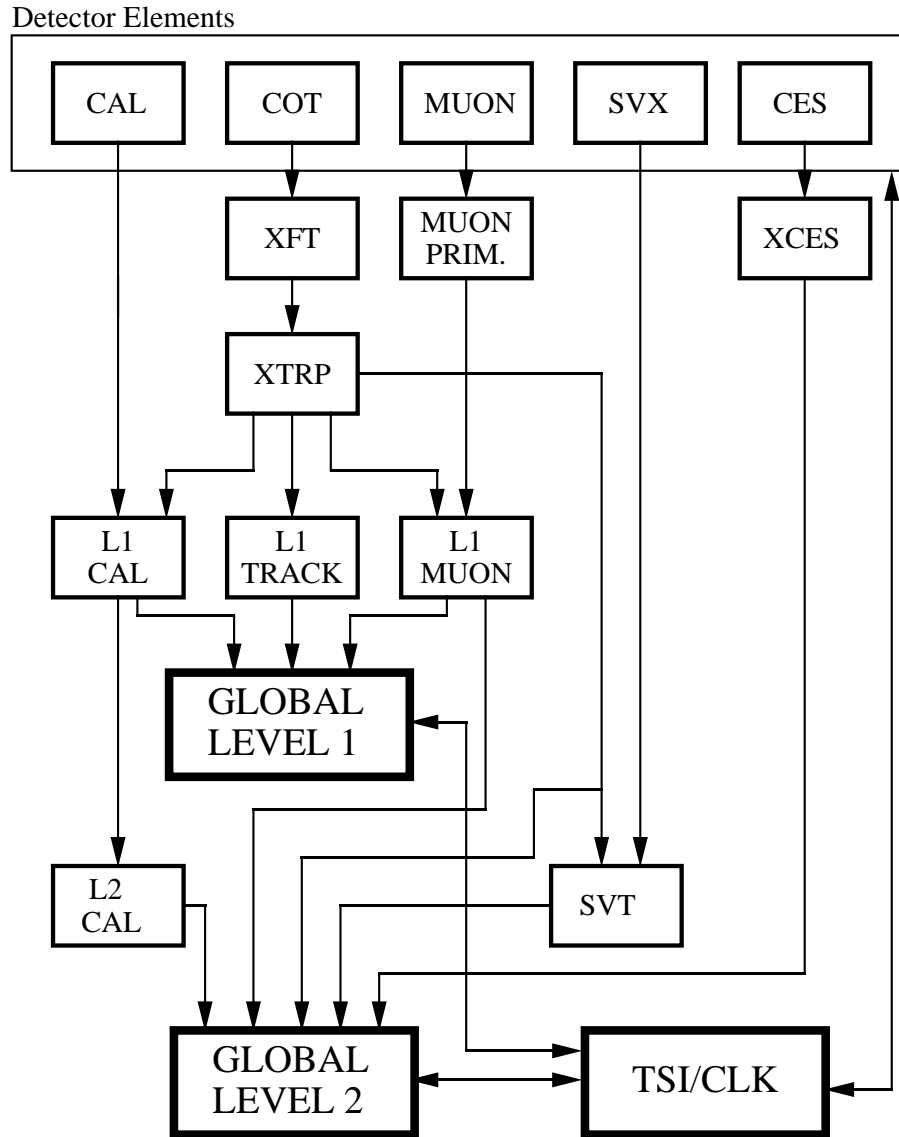 Detector Elements
CAL
COT
MUON
SVX
CES
XFT
MUON
PRIM.
XCES
XTRP
L1
CAL
L1
TRACK
L1
MUON
GLOBAL
LEVEL 1
L2
CAL
SVT
GLOBAL
LEVEL 2
TSI/CLK